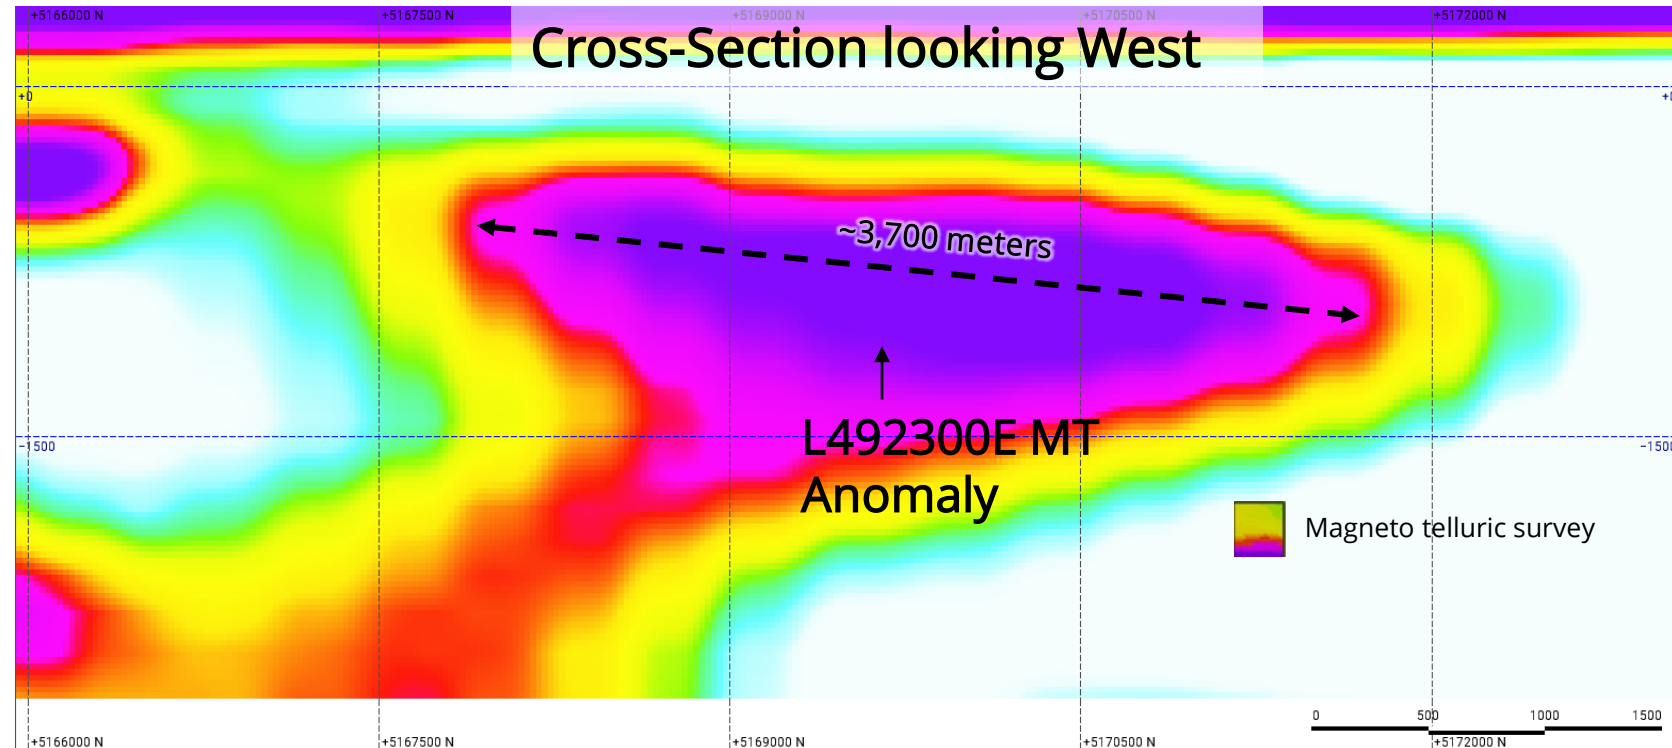 +5166000 N +5167500 N +5169000 N +5170500 N +5172000 N
Cross-Section looking West
+0 +0
~3,700 meters
L492300E MT
-1500 -1500
Anomaly
Magneto telluric survey
0 500 1000 1500
+5166000 N +5167500 N +5169000 N +5170500 N +5172000 N